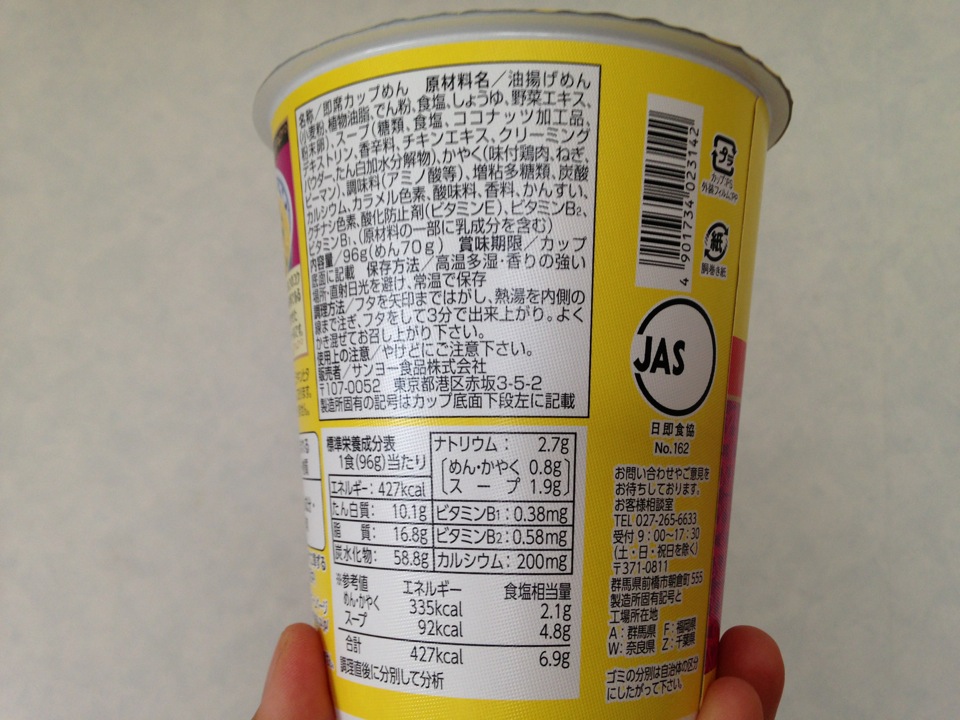 名称/即席カップめん 原材料名/油揚げめん
(小麦粉、植物油脂、でん粉、食塩、しょうゆ、野菜エキス、
粉末卵)、スープ(糖類、食塩、ココナッツ加工品、
デキストリン、香辛料、チキンエキス、クリーミング
パウダー、たん白加水分解物)、かやく(味付鶏肉、ねぎ、
ピーマン)、調味料(アミノ酸等)、増粘多糖類、炭酸
カルシウム、カラメル色素、酸味料、香料、かんすい、
クチナシ色素、酸化防止剤(ビタミンE)、ビタミンB2、
ビタミンB1、(原材料の一部に乳成分を含む)
内容量/96g(めん70g) 賞味期限/カップ
底面に記載 保存方法/高温多湿・香りの強い
場所・直射日光を避け、常温で保存
調理方法/フタを矢印まではがし、熱湯を内側の
線まで注ぎ、フタをして3分で出来上がり。よく
かき混ぜてお召し上がり下さい。
使用上の注意/やけどにご注意下さい。
販売者/サンヨー食品株式会社
〒107-0052 東京都港区赤坂3-5-2
製造所固有の記号はカップ底面下段左に記載
標準栄養成分表
1食(96g)当たり
エネルギー: 427kcal
たん白質: 10.1g
脂 質: 16.8g
炭水化物: 58.8g
ナトリウム: 2.7g
めん・かやく 0.8g
スープ 1.9g
ビタミンB1: 0.38mg
ビタミンB2: 0.58mg
カルシウム: 200mg
※参考値 エネルギー 食塩相当量
めん・かやく 335kcal 2.1g
スープ 92kcal 4.8g
合計 427kcal 6.9g
調理直後に分別して分析
4 901734 023142
プラ
カップ:PS
外装フィルム:PP
紙
胴巻き紙
JAS
日即食協
No.162
お問い合わせやご意見を
お待ちしております。
お客様相談室
TEL 027-265-6633
受付 9:00~17:30
(土・日・祝日を除く)
〒371-0811
群馬県前橋市朝倉町555
製造所固有記号と
工場所在地
A:群馬県 F:福岡県
W:奈良県 Z:千葉県
ゴミの分別は自治体の区分
にしたがって下さい。